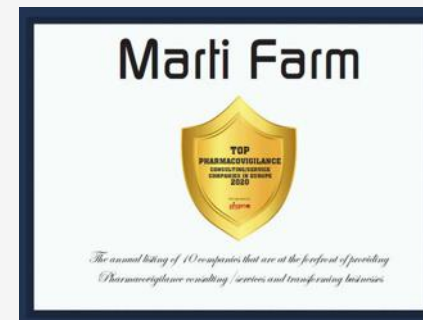 Marti Farm
TOP
PHARMACOVIGILANCE
CONSULTING/SERVICE
COMPANIES IN EUROPE
2020
The annual listing of 10 companies that are at the forefront of providing
Pharmacovigilance consulting / services and transforming businesses